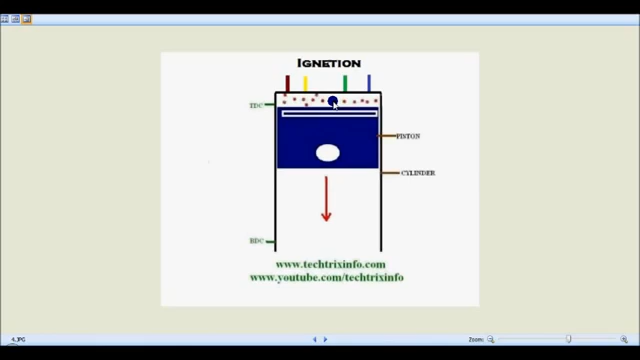 IGNETION
TDC
PISTON
CYLINDER
BDC
www.techtrixinfo.com
www.youtube.com/techtrixinfo
4.JPG
Zoom: